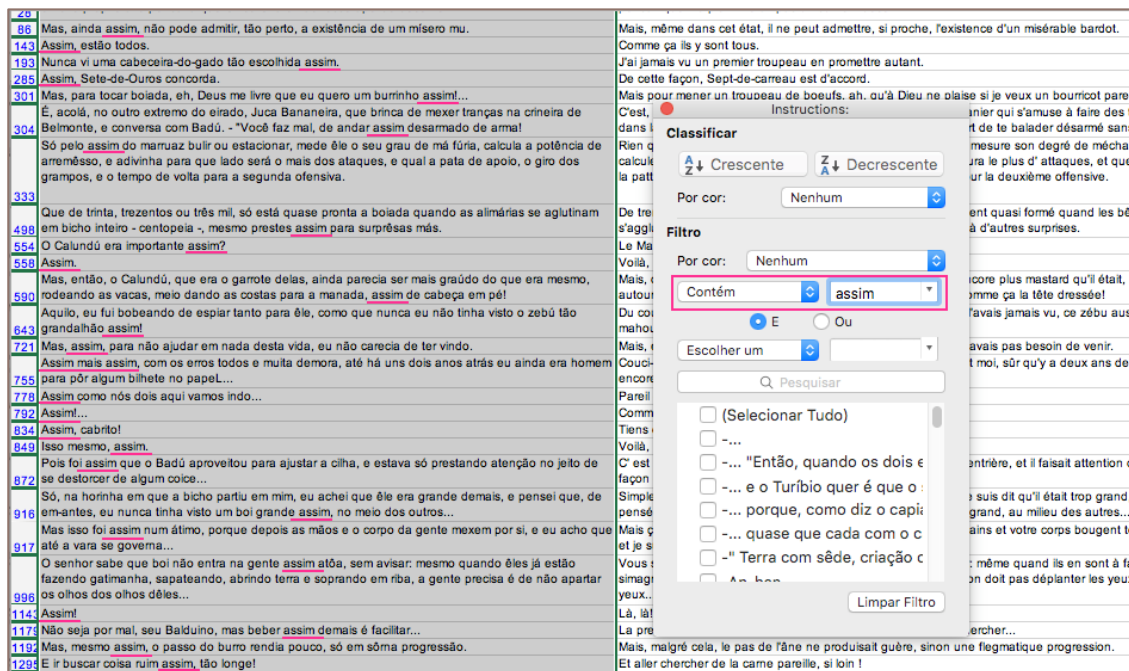 28
86 Mas, ainda assim, não pode admitir, tão perto, a existência de um mísero mu.
Mais, même dans cet état, il ne peut admettre, si proche, l'existence d'un misérable bardot.
143 Assim, estão todos.
Comme ça ils y sont tous.
193 Nunca vi uma cabeceira-do-gado tão escolhida assim.
J'ai jamais vu un premier troupeau en promettre autant.
285 Assim, Sete-de-Ouros concorda.
De cette façon, Sept-de-carreau est d'accord.
301 Mas, para tocar boiada, eh, Deus me livre que eu quero um burrinho assim!...
Mais pour mener un troupeau de boeufs, ah, qu'à Dieu ne plaise si je veux un bourricot pare
É, acolá, no outro extremo do eirado, Juca Bananeira, que brinca de mexer tranças na crineira de
304 Belmonte, e conversa com Badú. - "Você faz mal, de andar assim desarmado de arma!
C'est,
nier qui s'amuse à faire des
dans
rt de te balader désarmé san
Só pelo assim do marruaz bulir ou estacionar, mede êle o seu grau de má fúria, calcula a potência de
arremêsso, e adivinha para que lado será o mais dos ataques, e qual a pata de apoio, o giro dos
grampos, e o tempo de volta para a segunda ofensiva.
333
Rien
mesure son degré de mécha
calcule
ura le plus d' attaques, et que
la patt
ur la deuxième offensive.
Que de trinta, trezentos ou três mil, só está quase pronta a boiada quando as alimárias se aglutinam
498 em bicho inteiro - centopeia -, mesmo prestes assim para surprêsas más.
De tre
ent quasi formé quand les bê
s'agglu
à d'autres surprises.
554 O Calundú era importante assim?
Le Ma
558 Assim.
Voilà,
Mas, então, o Calundú, que era o garrote delas, ainda parecia ser mais graúdo do que era mesmo,
590 rodeando as vacas, meio dando as costas para a manada, assim de cabeça em pé!
Mais,
core plus mastard qu'il était,
autour
omme ça la tête dressée!
Aquilo, eu fui bobeando de espiar tanto para êle, como que nunca eu não tinha visto o zebú tão
643 grandalhão assim!
Du cou
'avais jamais vu, ce zébu aus
mahou
721 Mas, assim, para não ajudar em nada desta vida, eu não carecia de ter vindo.
Mais,
avais pas besoin de venir.
Assim mais assim, com os erros todos e muita demora, até há uns dois anos atrás eu ainda era homem
755 para pôr algum bilhete no papeL...
Couci-
t moi, sûr qu'y a deux ans de
encore
778 Assim como nós dois aqui vamos indo...
Pareil
792 Assim!...
Comm
834 Assim, cabrito!
Tiens
849 Isso mesmo, assim.
Voilà,
Pois foi assim que o Badú aproveitou para ajustar a cilha, e estava só prestando atenção no jeito de
872 se destorcer de algum coice...
C' est
entrière, et il faisait attention
façon
Só, na horinha em que a bicho partiu em mim, eu achei que êle era grande demais, e pensei que, de
916 em-antes, eu nunca tinha visto um boi grande assim, no meio dos outros...
Simple
e suis dit qu'il était trop grand
pensé
grand, au milieu des autres...
Mas isso foi assim num átimo, porque depois as mãos e o corpo da gente mexem por si, e eu acho que
917 até a vara se governa...
Mais ç
ains et votre corps bougent t
et je s
O senhor sabe que boi não entra na gente assim atôa, sem avisar: mesmo quando êles já estão
fazendo gatimanha, sapateando, abrindo terra e soprando em riba, a gente precisa é de não apartar
996 os olhos dos olhos dêles...
Vous
: même quand ils en sont à fa
simagr
on doit pas déplanter les yeux
yeux..
1143 Assim!
Là, là!
1179 Não seja por mal, seu Balduino, mas beber assim demais é facilitar...
La pre
ercher...
1192 Mas, mesmo assim, o passo do burro rendia pouco, só em sôrna progressão.
Mais, malgré cela, le pas de l'âne ne produisait guère, sinon une flegmatique progression.
1295 E ir buscar coisa ruim assim, tão longe!
Et aller chercher de la came pareille, si loin !
Instructions:
Classificar
Crescente
Decrescente
Por cor: Nenhum
Filtro
Por cor: Nenhum
Contém assim
E Ou
Escolher um
Pesquisar
(Selecionar Tudo)
-...
-... "Então, quando os dois e
-... e o Turíbio quer é que o
-... porque, como diz o capia
-... quase que cada com o c
-" Terra com sêde, criação c
Limpar Filtro